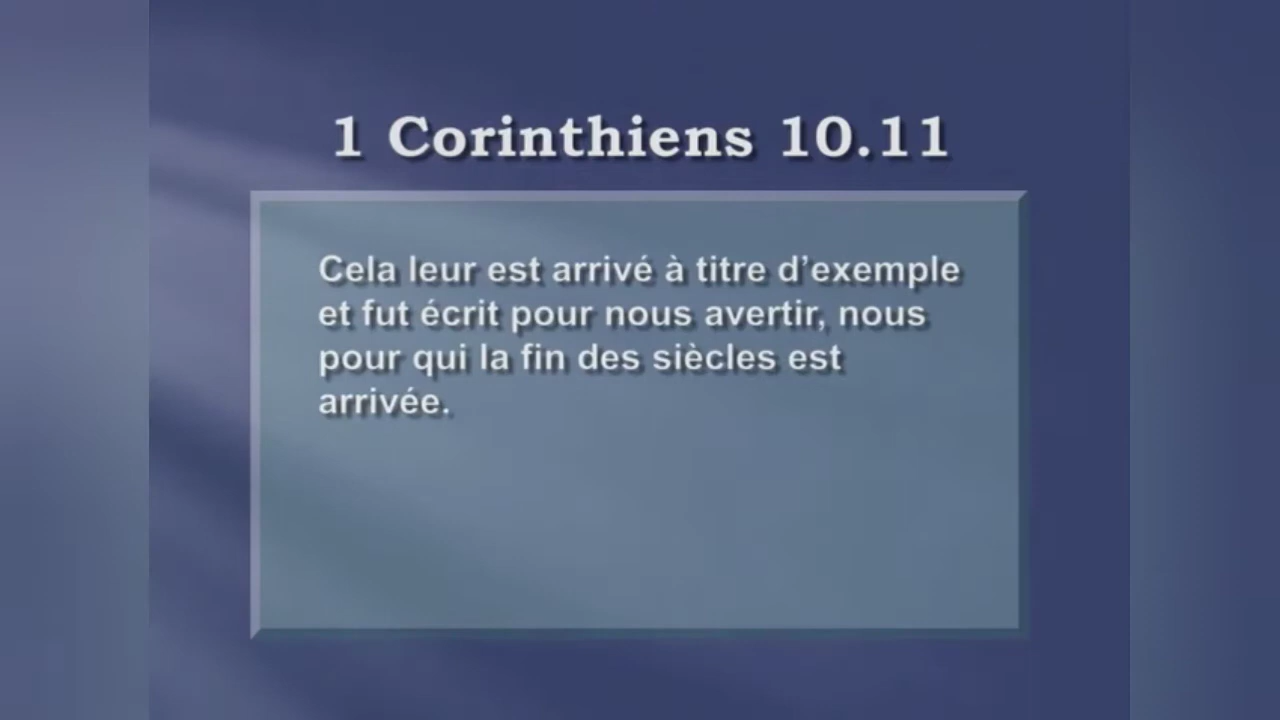 1 Corinthiens 10.11
Cela leur est arrivé à titre d’exemple
et fut écrit pour nous avertir, nous
pour qui la fin des siècles est
arrivée.